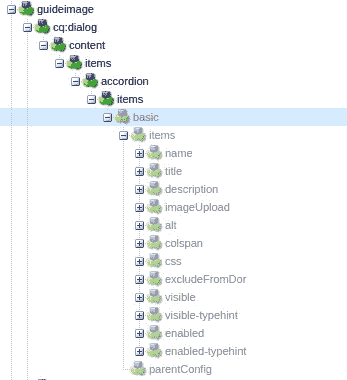 guideimage
cq:dialog
content
items
accordion
items
basic
items
name
title
description
imageUpload
alt
colspan
css
excludeFromDor
visible
visible-typehint
enabled
enabled-typehint
parentConfig